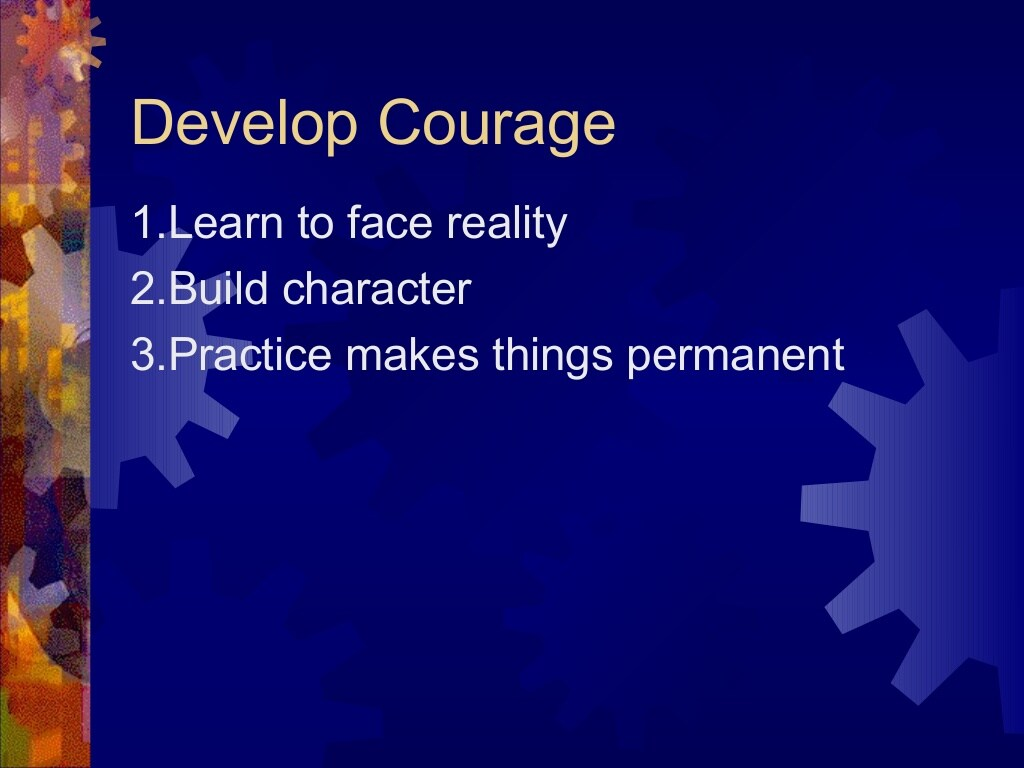 Develop Courage
1.Learn to face reality
2.Build character
3.Practice makes things permanent